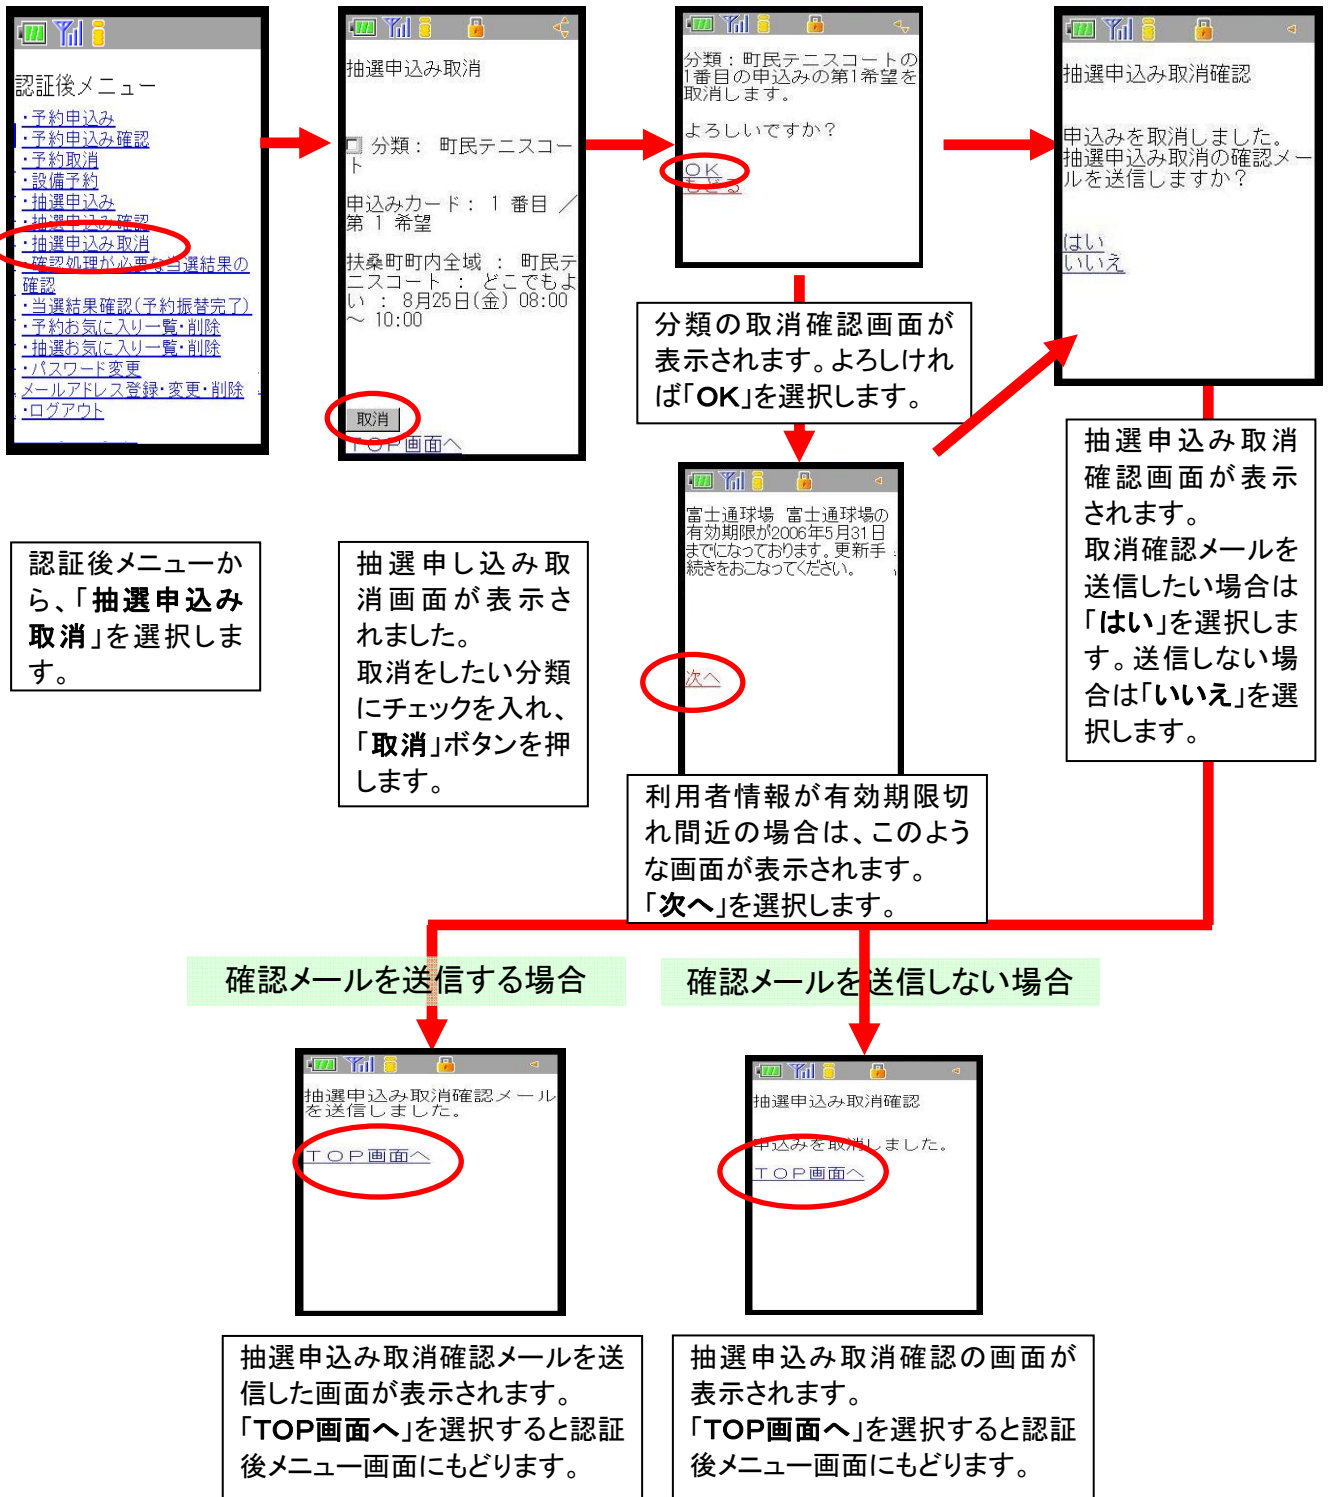 認証後メニュー
・予約申込み
・予約申込み確認
・予約取消
・設備予約
・抽選申込み
・抽選申込み確認
・抽選申込み取消
・確認処理が必要な当選結果の
確認
・当選結果確認(予約振替完了)
・予約お気に入り一覧・削除
・抽選お気に入り一覧・削除
・パスワード変更
メールアドレス登録・変更・削除
・ログアウト
認証後メニューか
ら、「抽選申込み
取消」を選択しま
す。
抽選申込み取消
分類： 町民テニスコー
ト
申込みカード： 1 番目 ／
第 1 希望
扶桑町町内全域 ： 町民テ
ニスコート ： どこでもよ
い ： 8月25日(金) 08:00
～ 10:00
取消
ＴＯＰ画面へ
抽選申し込み取
消画面が表示さ
れました。
取消をしたい分類
にチェックを入れ、
「取消」ボタンを押
します。
分類：町民テニスコートの
1番目の申込みの第1希望を
取消します。
よろしいですか？
ＯＫ
もどる
分類の取消確認画面が
表示されます。よろしけれ
ば「OK」を選択します。
富士通球場 富士通球場の
有効期限が2006年5月31日
までになっております。更新手
続きをおこなってください。
次へ
利用者情報が有効期限切
れ間近の場合は、このよう
な画面が表示されます。
「次へ」を選択します。
抽選申込み取消確認
申込みを取消しました。
抽選申込み取消の確認メー
ルを送信しますか？
はい
いいえ
抽選申込み取消
確認画面が表示
されます。
取消確認メールを
送信したい場合は
「はい」を選択しま
す。送信しない場
合は「いいえ」を選
択します。
確認メールを送信する場合
抽選申込み取消確認メール
を送信しました。
ＴＯＰ画面へ
抽選申込み取消確認メールを送
信した画面が表示されます。
「TOP画面へ」を選択すると認証
後メニュー画面にもどります。
確認メールを送信しない場合
抽選申込み取消確認
申込みを取消しました。
ＴＯＰ画面へ
抽選申込み取消確認の画面が
表示されます。
「TOP画面へ」を選択すると認証
後メニュー画面にもどります。